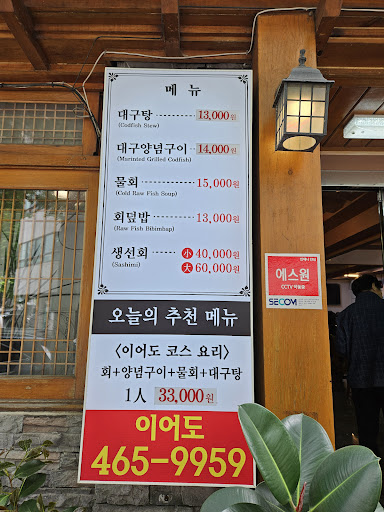 메 뉴
대구탕 ---------- 13,000원
(Codfish Stew)
대구양념구이 --- 14,000원
(Marinted Grilled Codfish)
물회 -------------- 15,000원
(Cold Raw Fish Soup)
회덮밥 ---------- 13,000원
(Raw Fish Bibimbap)
생선회 ------ 小 40,000원
(Sashimi) 大 60,000원
오늘의 추천 메뉴
〈이어도 코스 요리〉
회+양념구이+물회+대구탕
1人 33,000원
이어도
465-9959
에스원
CCTV 작동중
SECOM